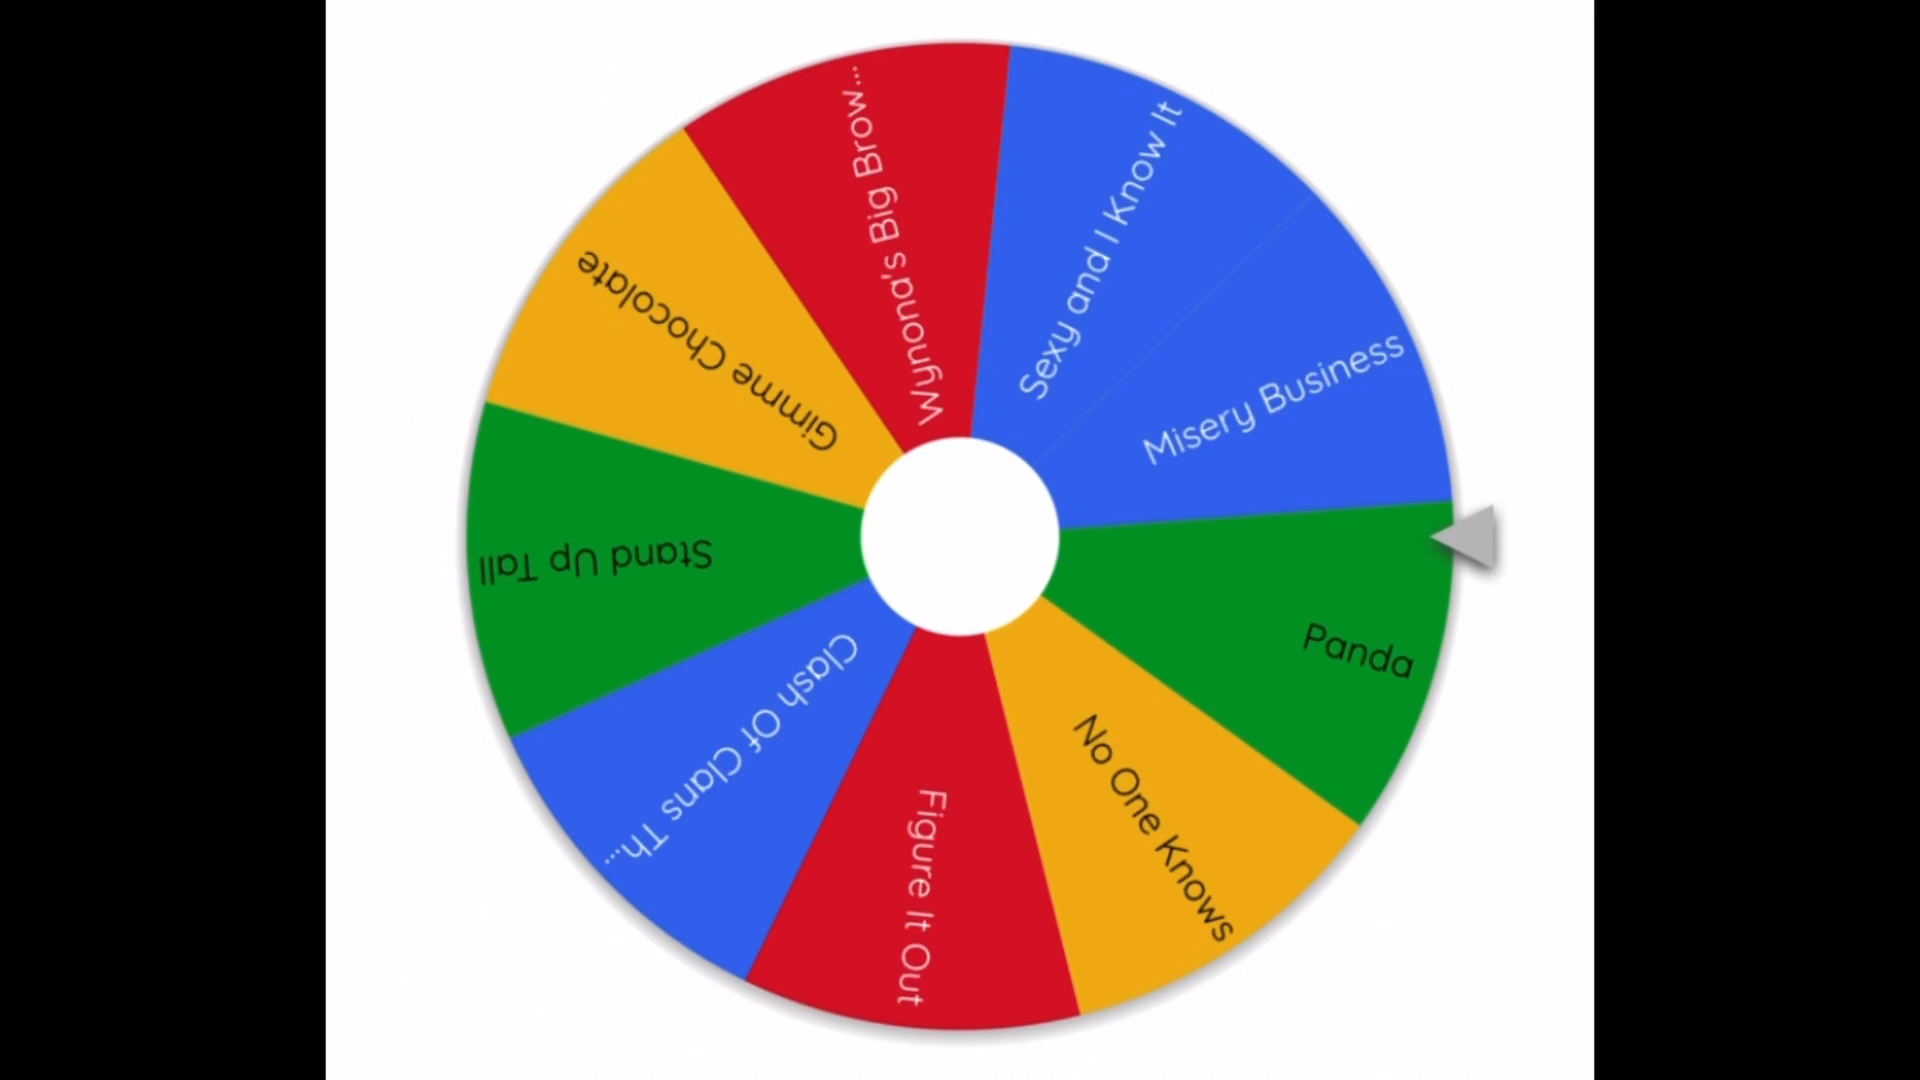 Wynona's Big Brow...
Sexy and I Know It
Misery Business
Panda
No One Knows
Figure It Out
Clash Of Clans Th...
Stand Up Tall
Gimme Chocolate